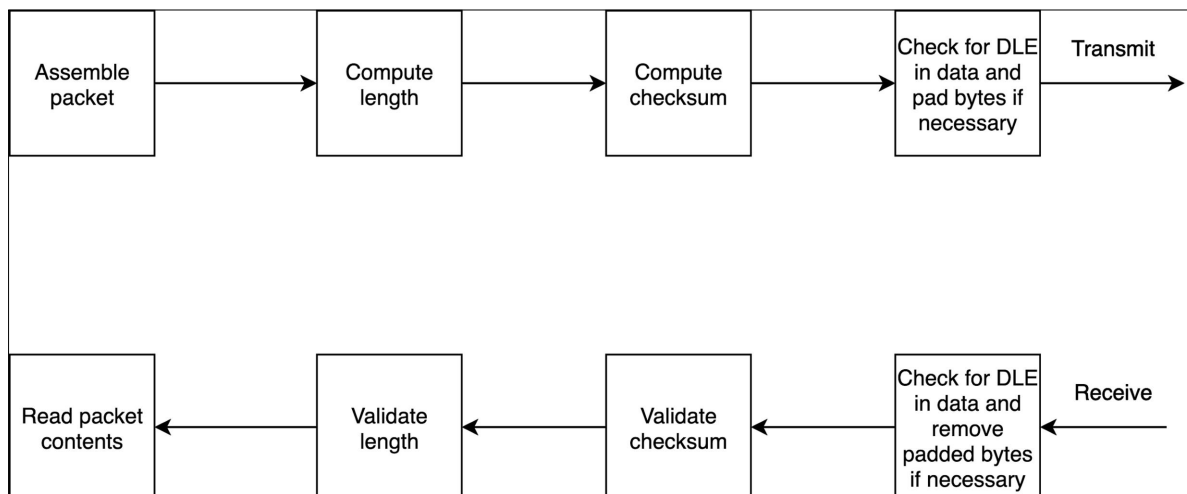 Assemble
packet
Compute
length
Compute
checksum
Check for DLE
in data and
pad bytes if
necessary
Transmit
Read packet
contents
Validate
length
Validate
checksum
Check for DLE
in data and
remove
padded bytes
if necessary
Receive